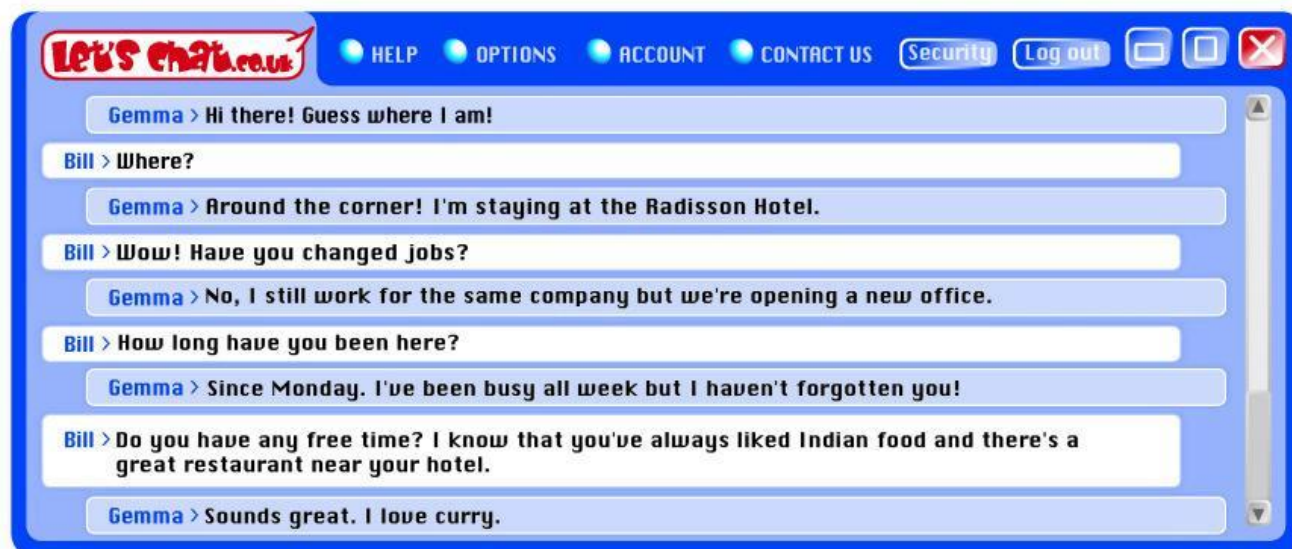 Let's Chat.co.uk HELP OPTIONS ACCOUNT CONTACT US Security Log out
Gemma > Hi there! Guess where I am!
Bill > Where?
Gemma > Around the corner! I'm staying at the Radisson Hotel.
Bill > Wow! Have you changed jobs?
Gemma > No, I still work for the same company but we're opening a new office.
Bill > How long have you been here?
Gemma > Since Monday. I've been busy all week but I haven't forgotten you!
Bill > Do you have any free time? I know that you've always liked Indian food and there's a
great restaurant near your hotel.
Gemma > Sounds great. I love curry.